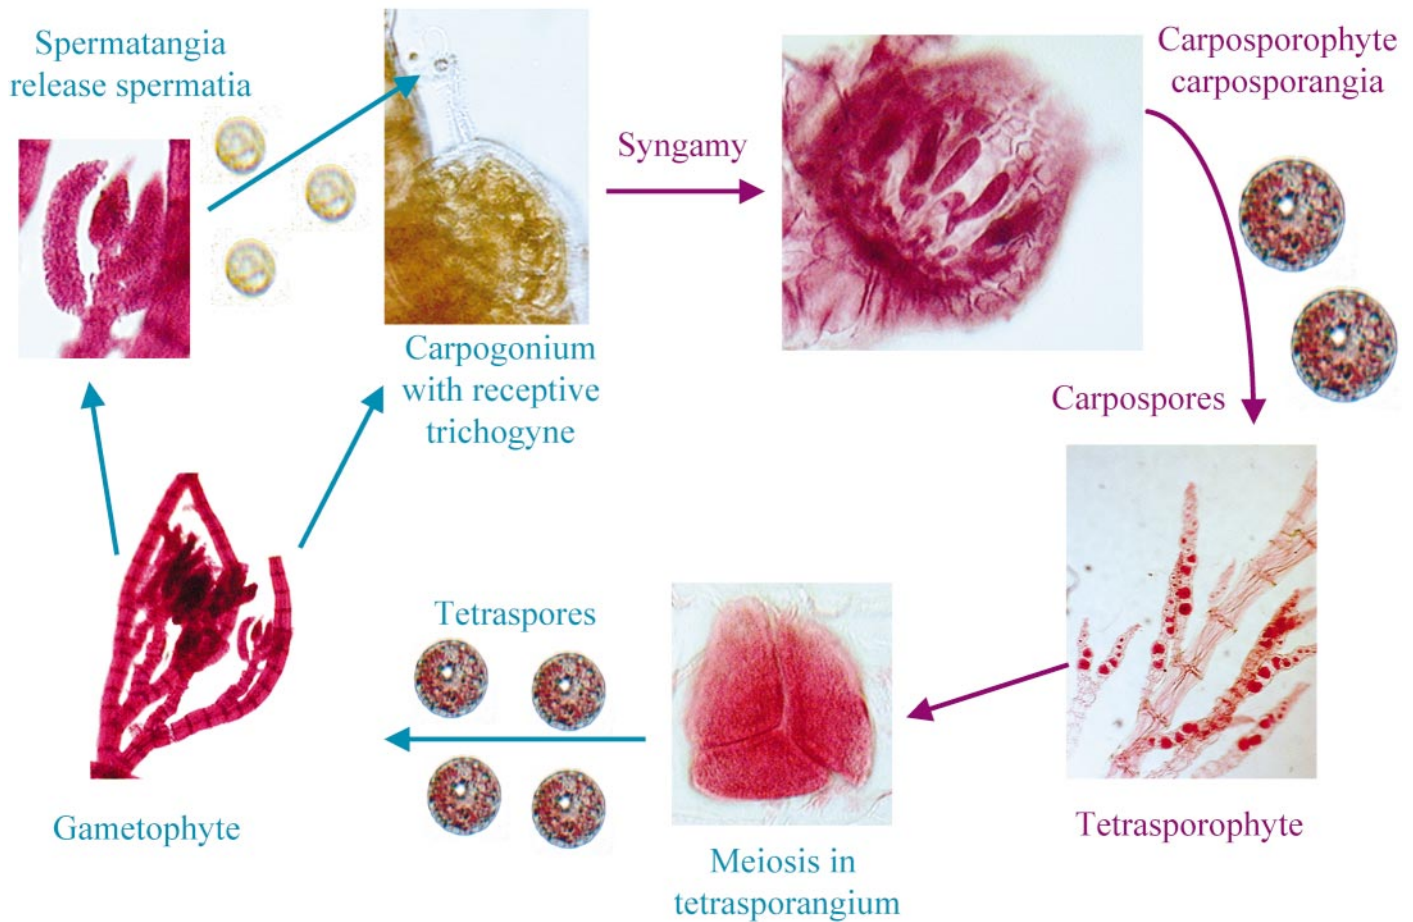 Spermatangia
release spermatia
Carposporophyte
carposporangia
Syngamy
Carpogonium
with receptive
trichogyne
Carpospores
Tetraspores
Gametophyte
Tetrasporophyte
Meiosis in
tetrasporangium